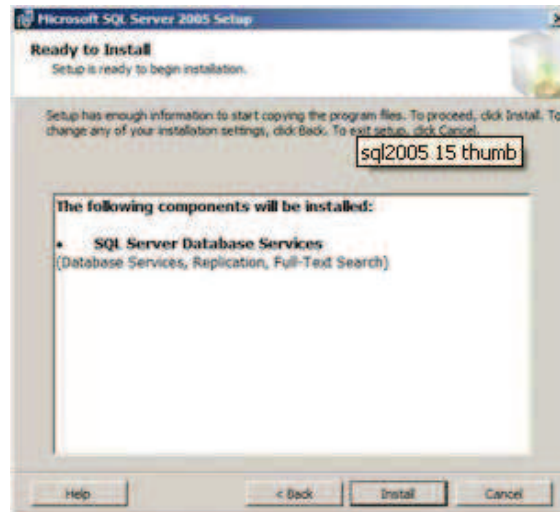 Microsoft SQL Server 2005 Setup
Ready to Install
Setup is ready to begin installation.
Setup has enough information to start copying the program files. To proceed, click Install. To
change any of your installation settings, click Back. To exit setup, click Cancel.
sql2005 15 thumb
The following components will be installed:
• SQL Server Database Services
(Database Services, Replication, Full-Text Search)
Help
< Back
Install
Cancel